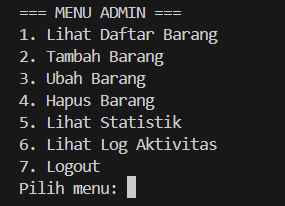 === MENU ADMIN ===
1. Lihat Daftar Barang
2. Tambah Barang
3. Ubah Barang
4. Hapus Barang
5. Lihat Statistik
6. Lihat Log Aktivitas
7. Logout
Pilih menu: